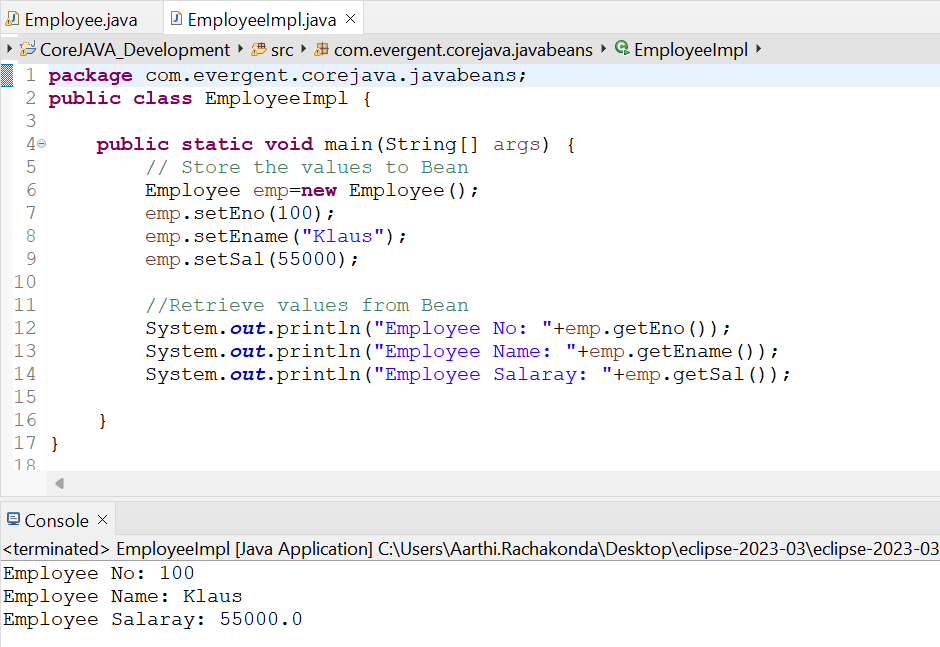 Employee.java EmployeeImpl.java
CoreJAVA_Development src com.evergent.corejava.javabeans EmployeeImpl
1 package com.evergent.corejava.javabeans;
2 public class EmployeeImpl {
3
4 public static void main(String[] args) {
5 // Store the values to Bean
6 Employee emp=new Employee();
7 emp.setEno(100);
8 emp.setEname("Klaus");
9 emp.setSal(55000);
10
11 //Retrieve values from Bean
12 System.out.println("Employee No: "+emp.getEno());
13 System.out.println("Employee Name: "+emp.getEname());
14 System.out.println("Employee Salaray: "+emp.getSal());
15
16 }
17 }
18
Console
<terminated> EmployeeImpl [Java Application] C:\Users\Aarthi.Rachakonda\Desktop\eclipse-2023-03\eclipse-2023-03
Employee No: 100
Employee Name: Klaus
Employee Salaray: 55000.0